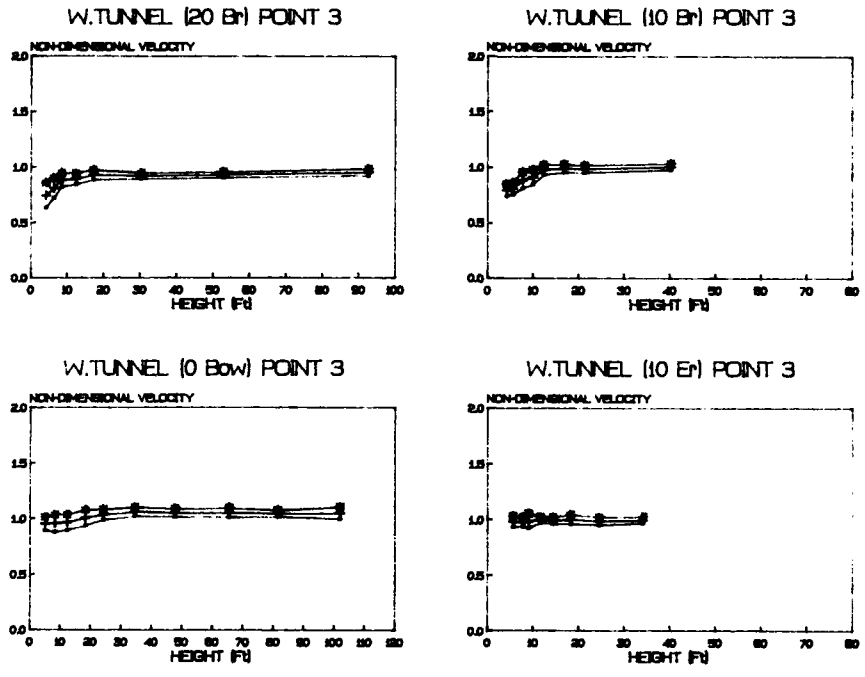 W.TUNNEL (20 Br) POINT 3
NON-DIMENSIONAL VELOCITY
2.0
1.5
1.0
0.5
0.0
0 10 20 30 40 50 60 70 80 90 100
HEIGHT (Ft)
W.TUUNEL (10 Br) POINT 3
NON-DIMENSIONAL VELOCITY
2.0
1.5
1.0
0.5
0.0
0 10 20 30 40 50 60 70 80
HEIGHT (Ft)
W.TUNNEL (0 Bow) POINT 3
NON-DIMENSIONAL VELOCITY
2.0
1.5
1.0
0.5
0.0
0 10 20 30 40 50 60 70 80 90 100 110 120
HEIGHT (Ft)
W.TUNNEL (10 Er) POINT 3
NON-DIMENSIONAL VELOCITY
2.0
1.5
1.0
0.5
0.0
0 10 20 30 40 50 60 70 80
HEIGHT (Ft)